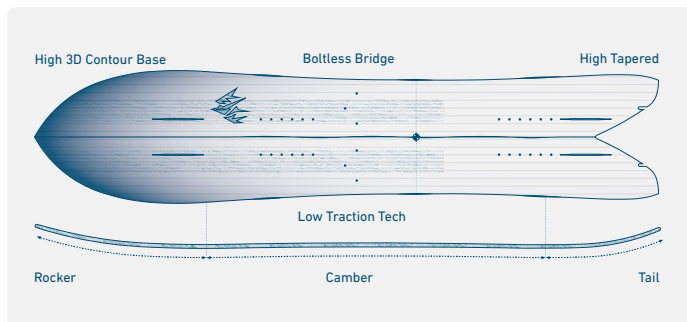 High 3D Contour Base
Boltless Bridge
High Tapered
Low Traction Tech
Rocker
Camber
Tail